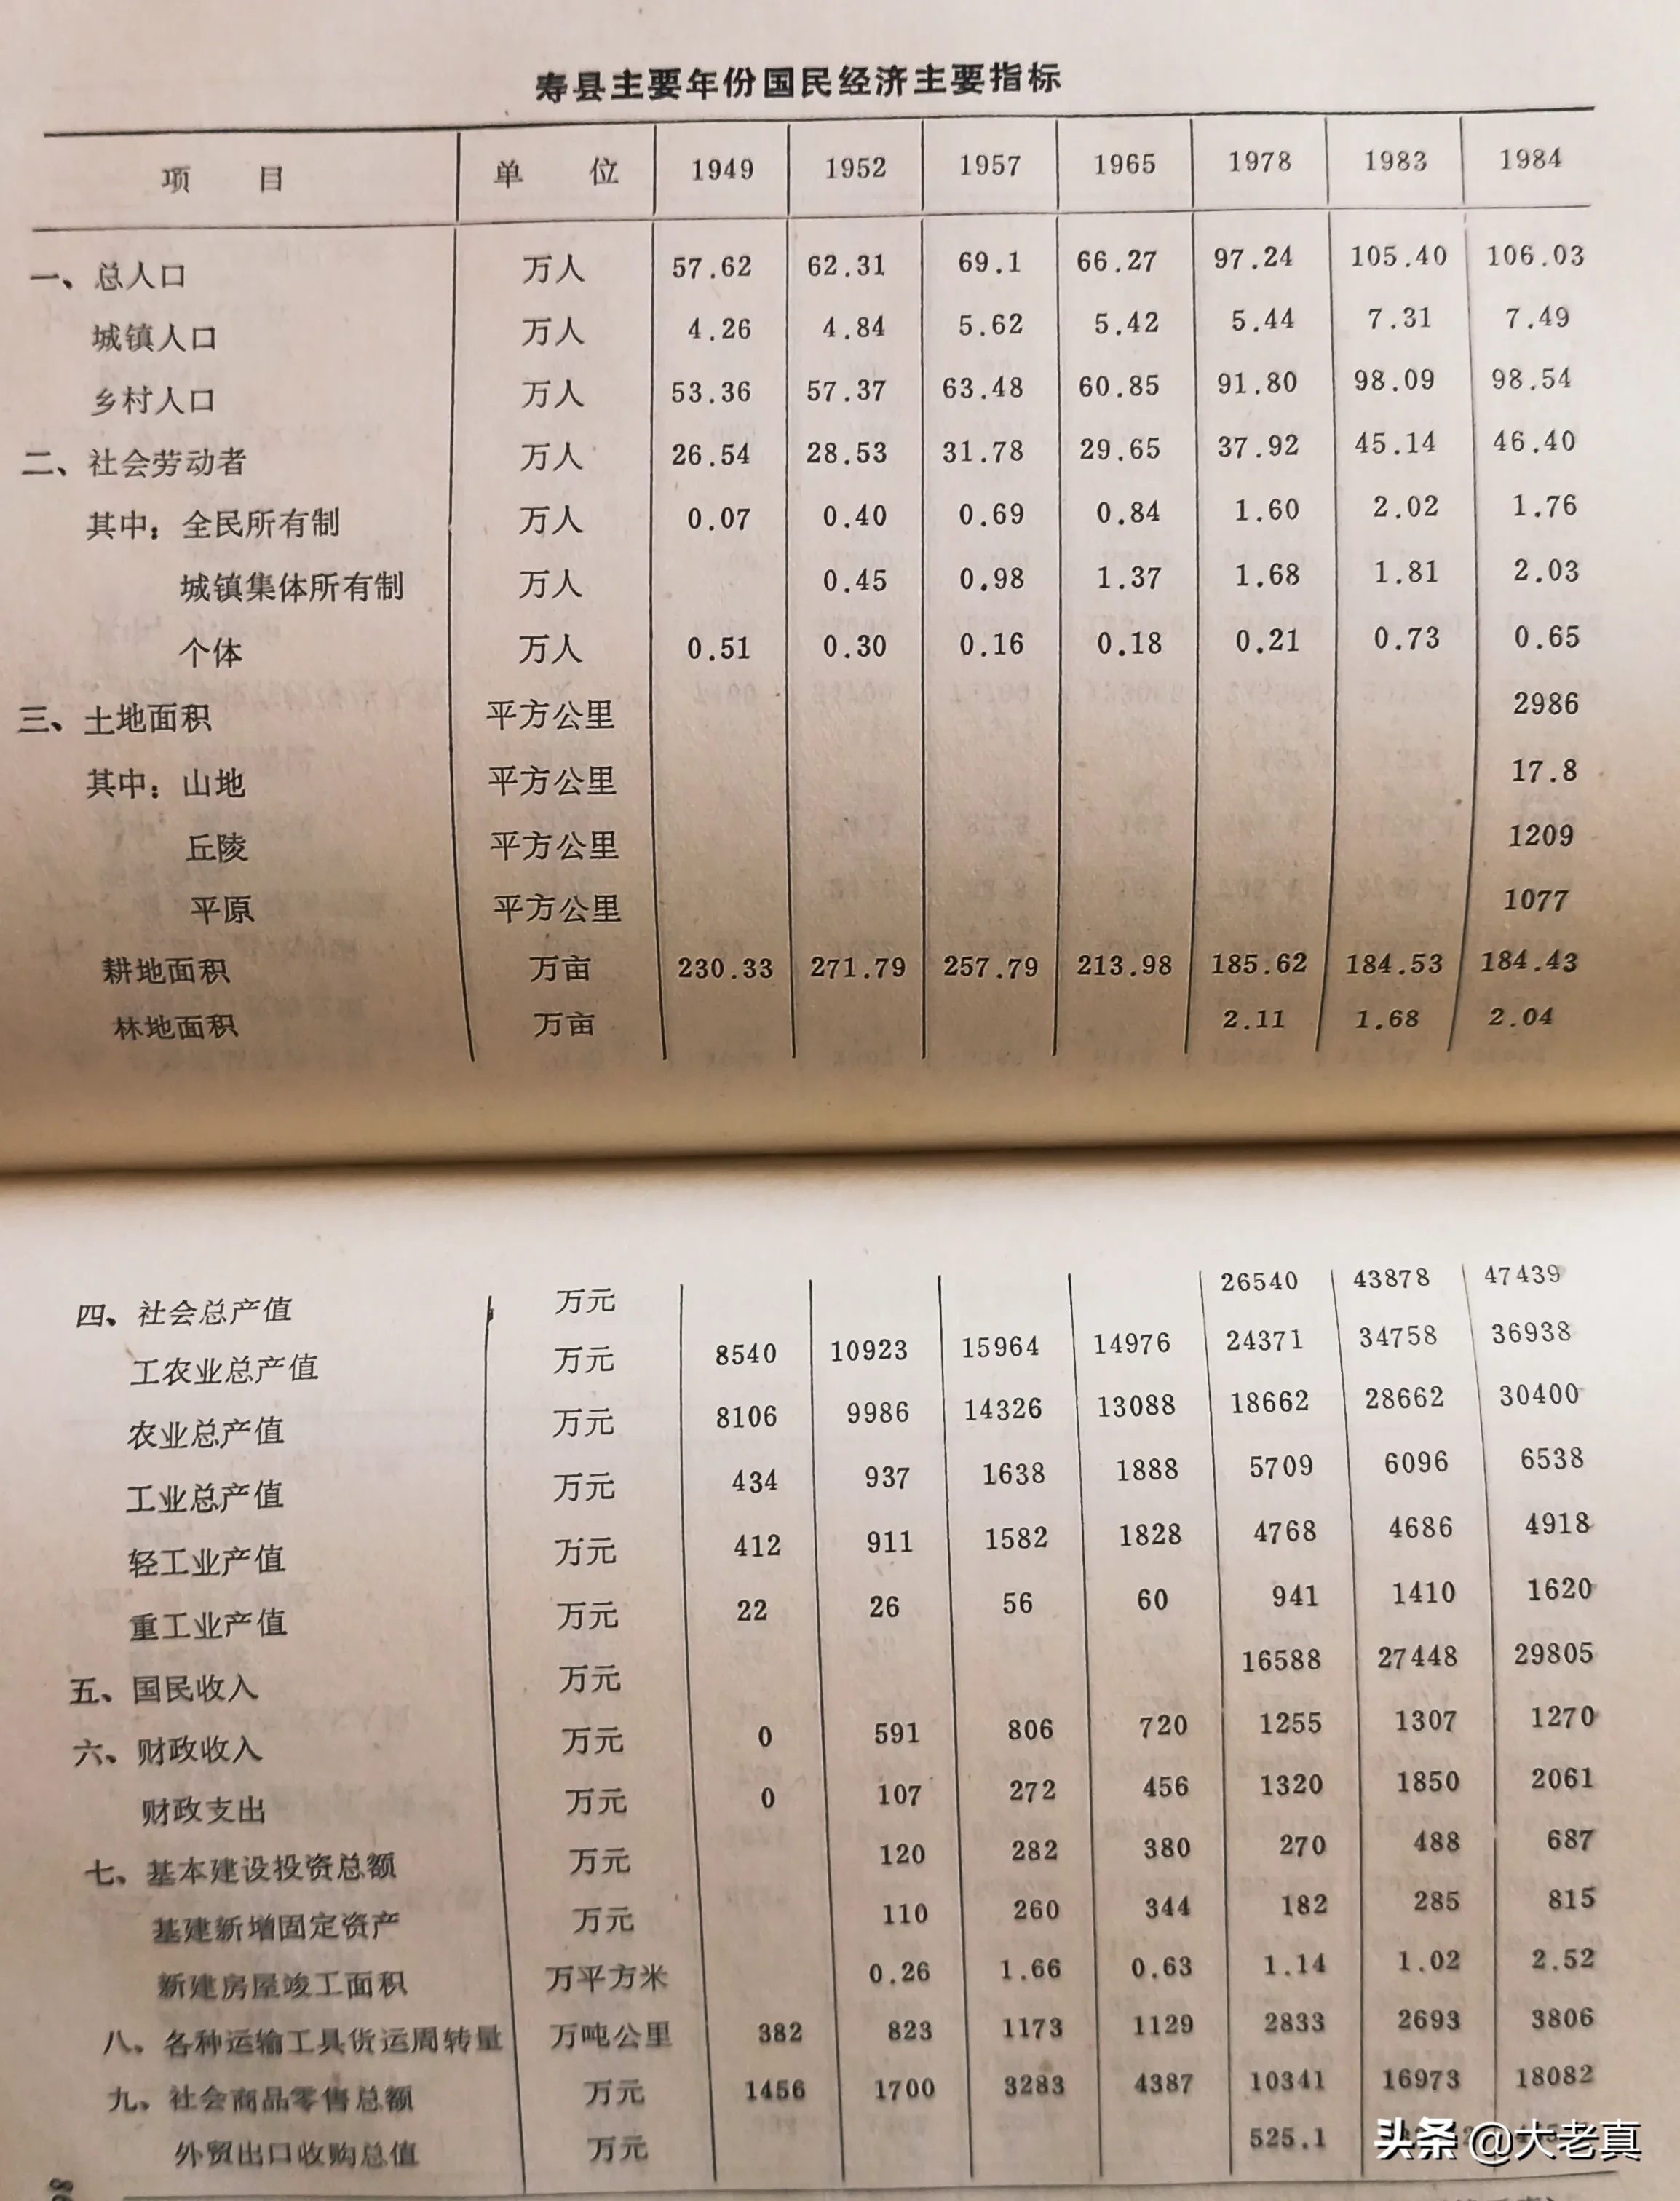 寿县主要年份国民经济主要指标
项 目 单 位 1949 1952 1957 1965 1978 1983 1984
一、总人口 万人 57.62 62.31 69.1 66.27 97.24 105.40 106.03
城镇人口 万人 4.26 4.84 5.62 5.42 5.44 7.31 7.49
乡村人口 万人 53.36 57.37 63.48 60.85 91.80 98.09 98.54
二、社会劳动者 万人 26.54 28.53 31.78 29.65 37.92 45.14 46.40
其中:全民所有制 万人 0.07 0.40 0.69 0.84 1.60 2.02 1.76
城镇集体所有制 万人 0.45 0.98 1.37 1.68 1.81 2.03
个体 万人 0.51 0.30 0.16 0.18 0.21 0.73 0.65
三、土地面积 平方公里 2986
其中:山地 平方公里 17.8
丘陵 平方公里 1209
平原 平方公里 1077
耕地面积 万亩 230.33 271.79 257.79 213.98 185.62 184.53 184.43
林地面积 万亩 2.11 1.68 2.04
四、社会总产值 万元 26540 43878 47439
工农业总产值 万元 8540 10923 15964 14976 24371 34758 36938
农业总产值 万元 8106 9986 14326 13088 18662 28662 30400
工业总产值 万元 434 937 1638 1888 5709 6096 6538
轻工业产值 万元 412 911 1582 1828 4768 4686 4918
重工业产值 万元 22 26 56 60 941 1410 1620
五、国民收入 万元 16588 27448 29805
六、财政收入 万元 0 591 806 720 1255 1307 1270
财政支出 万元 0 107 272 456 1320 1850 2061
七、基本建设投资总额 万元 120 282 380 270 488 687
基建新增固定资产 万元 110 260 344 182 285 815
新建房屋竣工面积 万平方米 0.26 1.66 0.63 1.14 1.02 2.52
八、各种运输工具货运周转量 万吨公里 382 823 1173 1129 2833 2693 3806
九、社会商品零售总额 万元 1456 1700 3283 4387 10341 16973 18082
外贸出口收购总值 万元 525.1
头条 @大老真